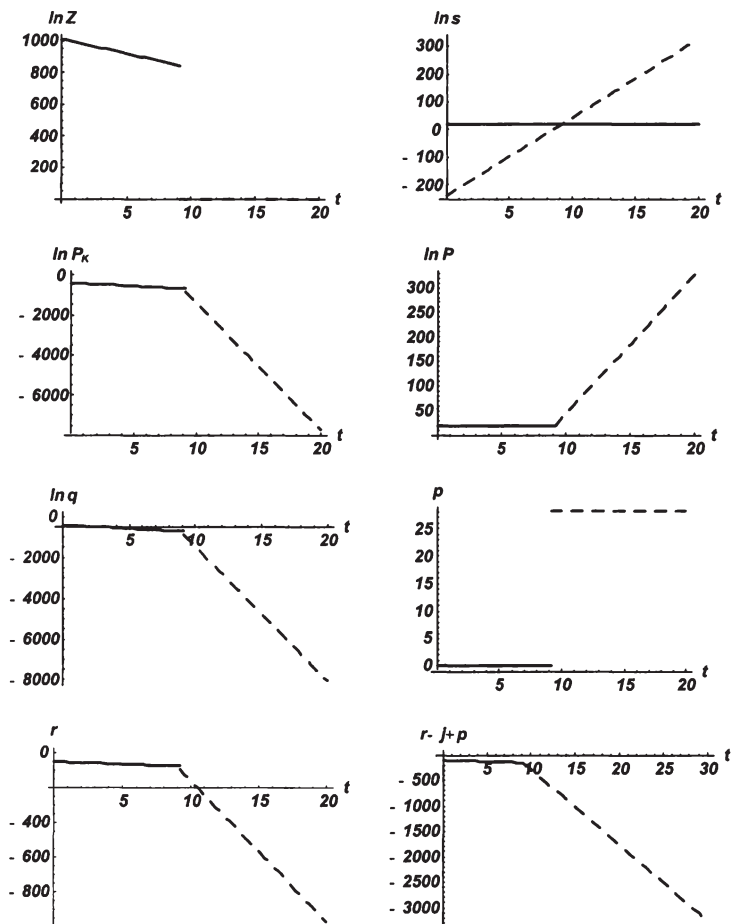 ln Z
1000
800
600
400
200
5 10 15 20 t
ln s
300
200
100
0
- 100
- 200
5 10 15 20 t
ln P_K
0
- 2000
- 4000
- 6000
5 10 15 20 t
ln P
300
250
200
150
100
50
5 10 15 20 t
ln q
0
- 2000
- 4000
- 6000
- 8000
5 10 15 20 t
p
25
20
15
10
5
0
5 10 15 20 t
r
0
- 400
- 600
- 800
5 10 15 20 t
r- j+p
- 500
- 1000
- 1500
- 2000
- 2500
- 3000
5 10 15 20 25 30 t